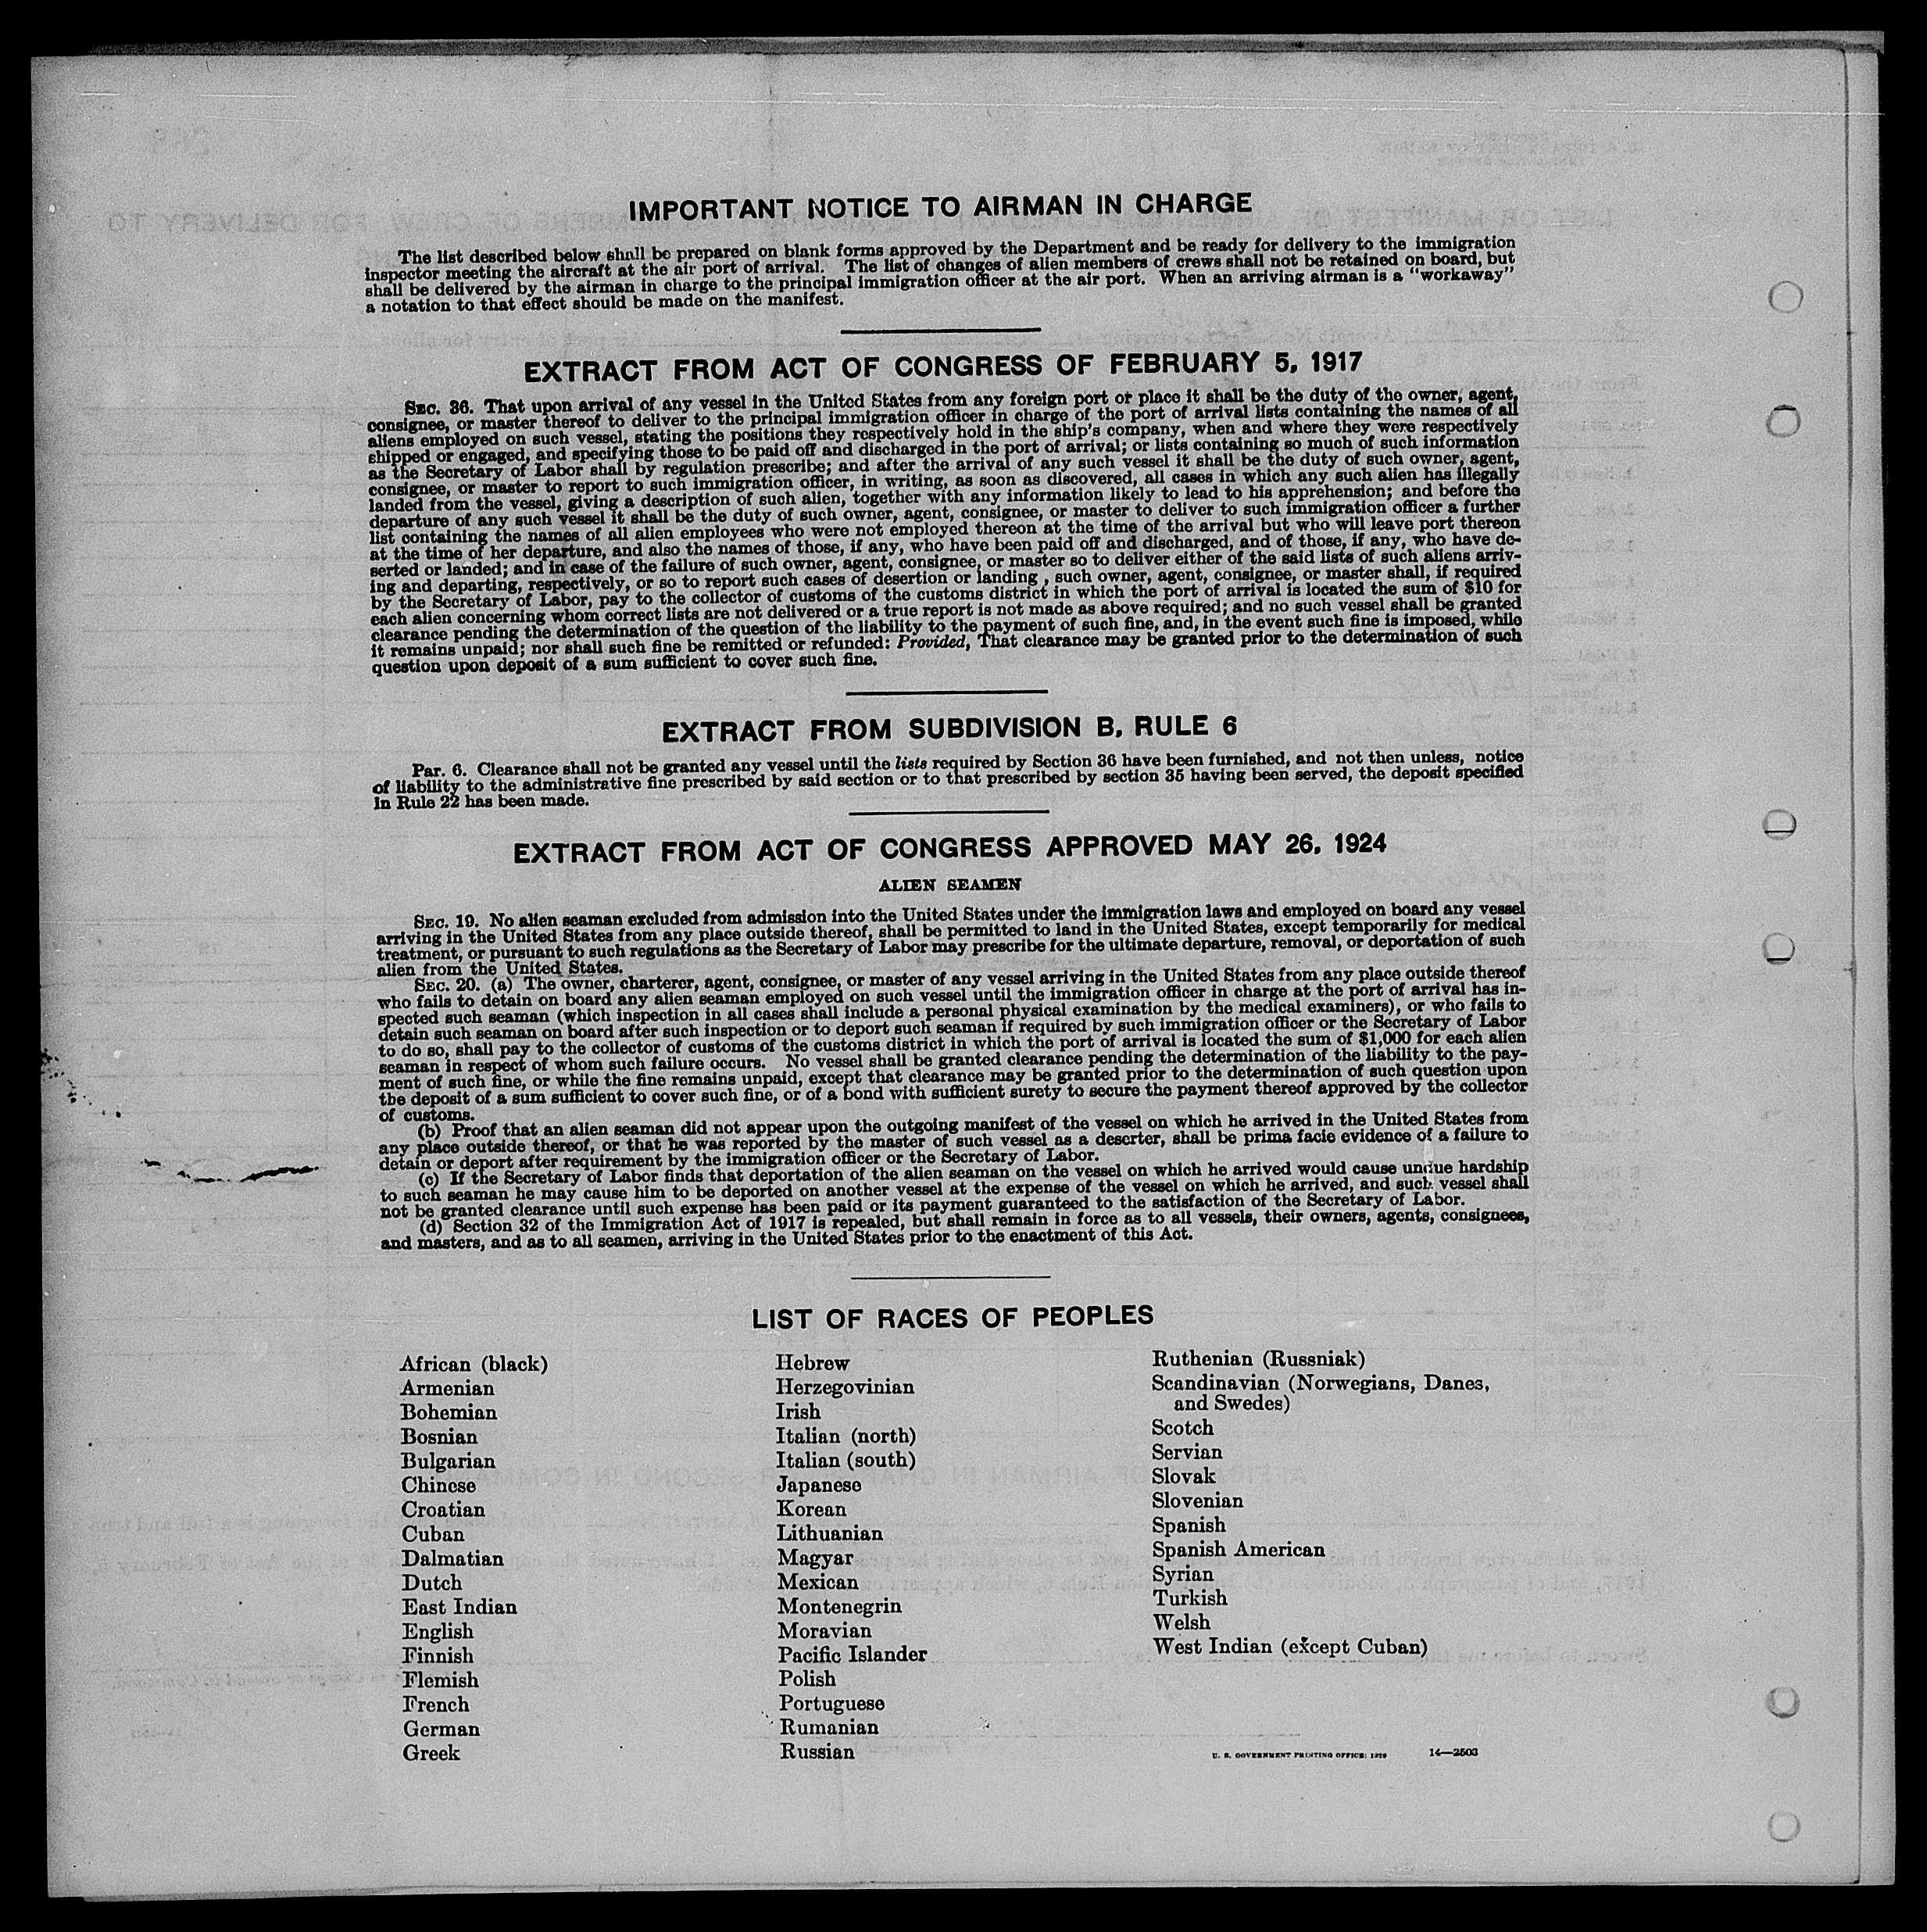 IMPORTANT NOTICE TO AIRMAN IN CHARGE
The list described below shall be prepared on blank forms approved by the Department and be ready for delivery to the immigration
inspector meeting the aircraft at the air port of arrival. The list of changes of alien members of crews shall not be retained on board, but
shall be delivered by the airman in charge to the principal immigration officer at the air port. When an arriving airman is a "workaway"
a notation to that effect should be made on the manifest.
EXTRACT FROM ACT OF CONGRESS OF FEBRUARY 5, 1917
SEC. 36. That upon arrival of any vessel in the United States from any foreign port or place it shall be the duty of the owner, agent,
consignee, or master thereof to deliver to the principal immigration officer in charge of the port of arrival lists containing the names of all
aliens employed on such vessel, stating the positions they respectively hold in the ship's company, when and where they were respectively
shipped or engaged, and specifying those to be paid off and discharged in the port of arrival; or lists containing so much of such information
as the Secretary of Labor shall by regulation prescribe; and after the arrival of any such vessel it shall be the duty of such owner, agent,
consignee, or master to report to such immigration officer, in writing, as soon as discovered, all cases in which any such alien has illegally
landed from the vessel, giving a description of such alien, together with any information likely to lead to his apprehension; and before the
departure of any such vessel it shall be the duty of such owner, agent, consignee, or master to deliver to such immigration officer a further
list containing the names of all alien employees who were not employed thereon at the time of the arrival but who will leave port thereon
at the time of her departure, and also the names of those, if any, who have been paid off and discharged, and of those, if any, who have de-
serted or landed; and in case of the failure of such owner, agent, consignee, or master so to deliver either of the said lists of such aliens arriv-
ing and departing, respectively, or so to report such cases of desertion or landing , such owner, agent, consignee, or master shall, if required
by the Secretary of Labor, pay to the collector of customs of the customs district in which the port of arrival is located the sum of $10 for
each alien concerning whom correct lists are not delivered or a true report is not made as above required; and no such vessel shall be granted
clearance pending the determination of the question of the liability to the payment of such fine, and, in the event such fine is imposed, while
it remains unpaid; nor shall such fine be remitted or refunded: Provided, That clearance may be granted prior to the determination of such
question upon deposit of a sum sufficient to cover such fine.
EXTRACT FROM SUBDIVISION B, RULE 6
Par. 6. Clearance shall not be granted any vessel until the lists required by Section 36 have been furnished, and not then unless, notice
of liability to the administrative fine prescribed by said section or to that prescribed by section 35 having been served, the deposit specified
in Rule 22 has been made.
EXTRACT FROM ACT OF CONGRESS APPROVED MAY 26, 1924
ALIEN SEAMEN
SEC. 19. No alien seaman excluded from admission into the United States under the immigration laws and employed on board any vessel
arriving in the United States from any place outside thereof, shall be permitted to land in the United States, except temporarily for medical
treatment, or pursuant to such regulations as the Secretary of Labor may prescribe for the ultimate departure, removal, or deportation of such
alien from the United States.
SEC. 20. (a) The owner, charterer, agent, consignee, or master of any vessel arriving in the United States from any place outside thereof
who fails to detain on board any alien seaman employed on such vessel until the immigration officer in charge at the port of arrival has in-
spected such seaman (which inspection in all cases shall include a personal physical examination by the medical examiners), or who fails to
detain such seaman on board after such inspection or to deport such seaman if required by such immigration officer or the Secretary of Labor
to do so, shall pay to the collector of customs of the customs district in which the port of arrival is located the sum of $1,000 for each alien
seaman in respect of whom such failure occurs. No vessel shall be granted clearance pending the determination of the liability to the pay-
ment of such fine, or while the fine remains unpaid, except that clearance may be granted prior to the determination of such question upon
the deposit of a sum sufficient to cover such fine, or of a bond with sufficient surety to secure the payment thereof approved by the collector
of customs.
(b) Proof that an alien seaman did not appear upon the outgoing manifest of the vessel on which he arrived in the United States from
any place outside thereof, or that he was reported by the master of such vessel as a deserter, shall be prima facie evidence of a failure to
detain or deport after requirement by the immigration officer or the Secretary of Labor.
(c) If the Secretary of Labor finds that deportation of the alien seaman on the vessel on which he arrived would cause undue hardship
to such seaman he may cause him to be deported on another vessel at the expense of the vessel on which he arrived, and such vessel shall
not be granted clearance until such expense has been paid or its payment guaranteed to the satisfaction of the Secretary of Labor.
(d) Section 32 of the Immigration Act of 1917 is repealed, but shall remain in force as to all vessels, their owners, agents, consignees,
and masters, and as to all seamen, arriving in the United States prior to the enactment of this Act.
LIST OF RACES OF PEOPLES
African (black)
Armenian
Bohemian
Bosnian
Bulgarian
Chinese
Croatian
Cuban
Dalmatian
Dutch
East Indian
English
Finnish
Flemish
French
German
Greek
Hebrew
Herzegovinian
Irish
Italian (north)
Italian (south)
Japanese
Korean
Lithuanian
Magyar
Mexican
Montenegrin
Moravian
Pacific Islander
Polish
Portuguese
Rumanian
Russian
Ruthenian (Russniak)
Scandinavian (Norwegians, Danes,
and Swedes)
Scotch
Servian
Slovak
Slovenian
Spanish
Spanish American
Syrian
Turkish
Welsh
West Indian (except Cuban)
U. S. GOVERNMENT PRINTING OFFICE: 1929 14—2503